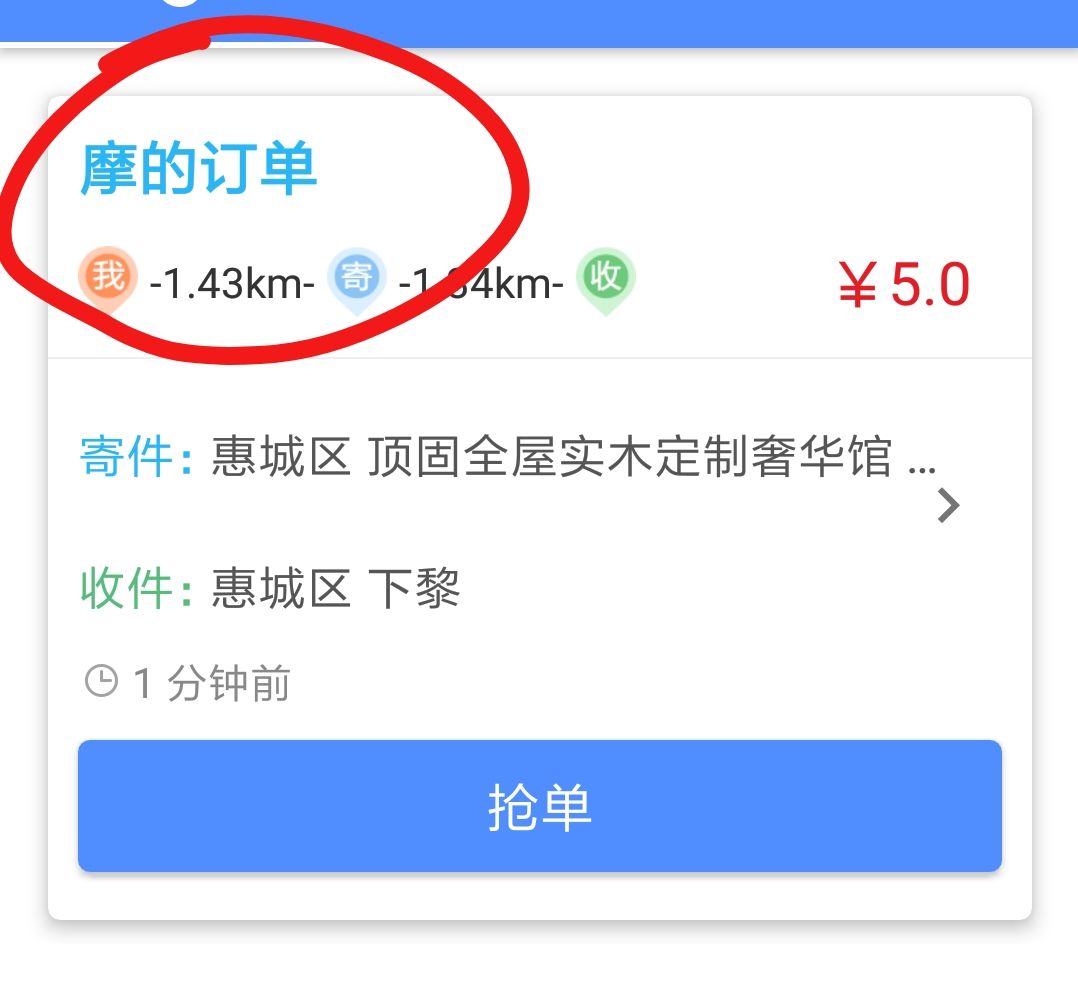 摩的订单
我 -1.43km- 寄 -1.84km- 收 ￥5.0
寄件: 惠城区 顶固全屋实木定制奢华馆 ...
收件: 惠城区 下黎
1 分钟前
抢单